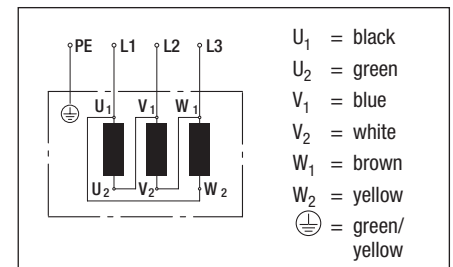 PE L1 L2 L3
U1 V1 W1
U2 V2 W2
U1 = black
U2 = green
V1 = blue
V2 = white
W1 = brown
W2 = yellow
= green/
yellow